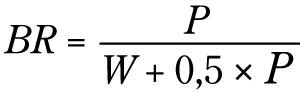 BR = P / W + 0,5 × P